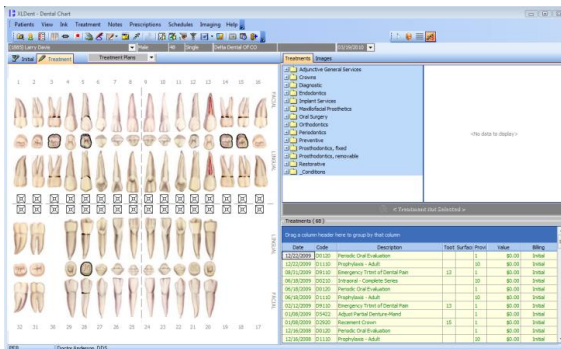 XLDent - Dental Chart
Patients View Ink Treatment Notes Prescriptions Schedules Imaging Help
(1880) Larry Davis Male 48 Single Delta Dental Of CO 03/19/2010
Initial Treatment Treatment Plans
1 2 3 4 5 6 7 8 9 10 11 12 13 14 15 16
FACIAL
LINGUAL
FACIAL
32 31 30 29 28 27 26 25 24 23 22 21 20 19 18 17
Treatments Images
Adjunctive General Services
Crowns
Diagnostic
Endodontics
Implant Services
Maxillofacial Prosthetics
Oral Surgery
Orthodontics
Periodontics
Preventive
Prosthodontics, fixed
Prosthodontics, removable
Restorative
_Conditions
<No data to display>
< Treatment Not Selected >
Drag a column header here to group by that column
Date Code Description Toot Surface Provi Value Billing
12/22/2009 D0120 Periodic Oral Evaluation 1 $0.00 Initial
12/22/2009 D1110 Prophylaxis - Adult 10 $0.00 Initial
08/31/2009 D9110 Emergency Trtmt of Dental Pain 13 1 $0.00 Initial
06/18/2009 D0210 Intraoral - Complete Series 10 $0.00 Initial
06/18/2009 D0120 Periodic Oral Evaluation 1 $0.00 Initial
06/18/2009 D1110 Prophylaxis - Adult 10 $0.00 Initial
02/12/2009 D9110 Emergency Trtmt of Dental Pain 13 1 $0.00 Initial
01/08/2009 D5422 Adjust Partial Denture-Mand 1 $0.00 Initial
01/08/2009 D2920 Recement Crown 15 1 $0.00 Initial
12/16/2008 D0120 Periodic Oral Evaluation 1 $0.00 Initial
12/16/2008 D1110 Prophylaxis - Adult 10 $0.00 Initial
Doctor Anderson, DDS